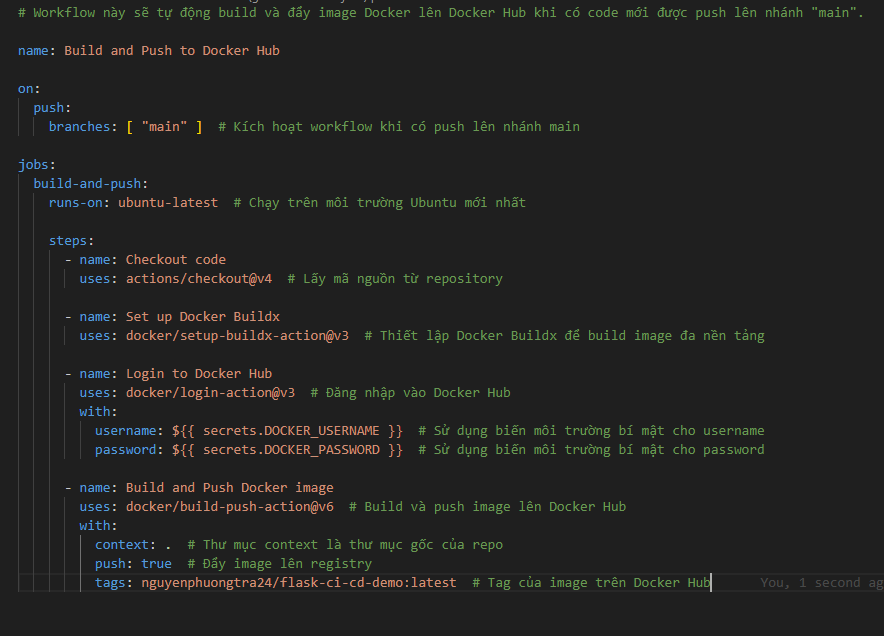 # Workflow này sẽ tự động build và đẩy image Docker lên Docker Hub khi có code mới được push lên nhánh "main".
name: Build and Push to Docker Hub
on:
push:
branches: [ "main" ]  # Kích hoạt workflow khi có push lên nhánh main
jobs:
build-and-push:
runs-on: ubuntu-latest  # Chạy trên môi trường Ubuntu mới nhất
steps:
- name: Checkout code
uses: actions/checkout@v4  # Lấy mã nguồn từ repository
- name: Set up Docker Buildx
uses: docker/setup-buildx-action@v3  # Thiết lập Docker Buildx để build image đa nền tảng
- name: Login to Docker Hub
uses: docker/login-action@v3  # Đăng nhập vào Docker Hub
with:
username: ${{ secrets.DOCKER_USERNAME }}  # Sử dụng biến môi trường bí mật cho username
password: ${{ secrets.DOCKER_PASSWORD }}  # Sử dụng biến môi trường bí mật cho password
- name: Build and Push Docker image
uses: docker/build-push-action@v6  # Build và push image lên Docker Hub
with:
context: .  # Thư mục context là thư mục gốc của repo
push: true  # Đẩy image lên registry
tags: nguyenphuongtra24/flask-ci-cd-demo:latest  # Tag của image trên Docker Hub You, 1 second ag